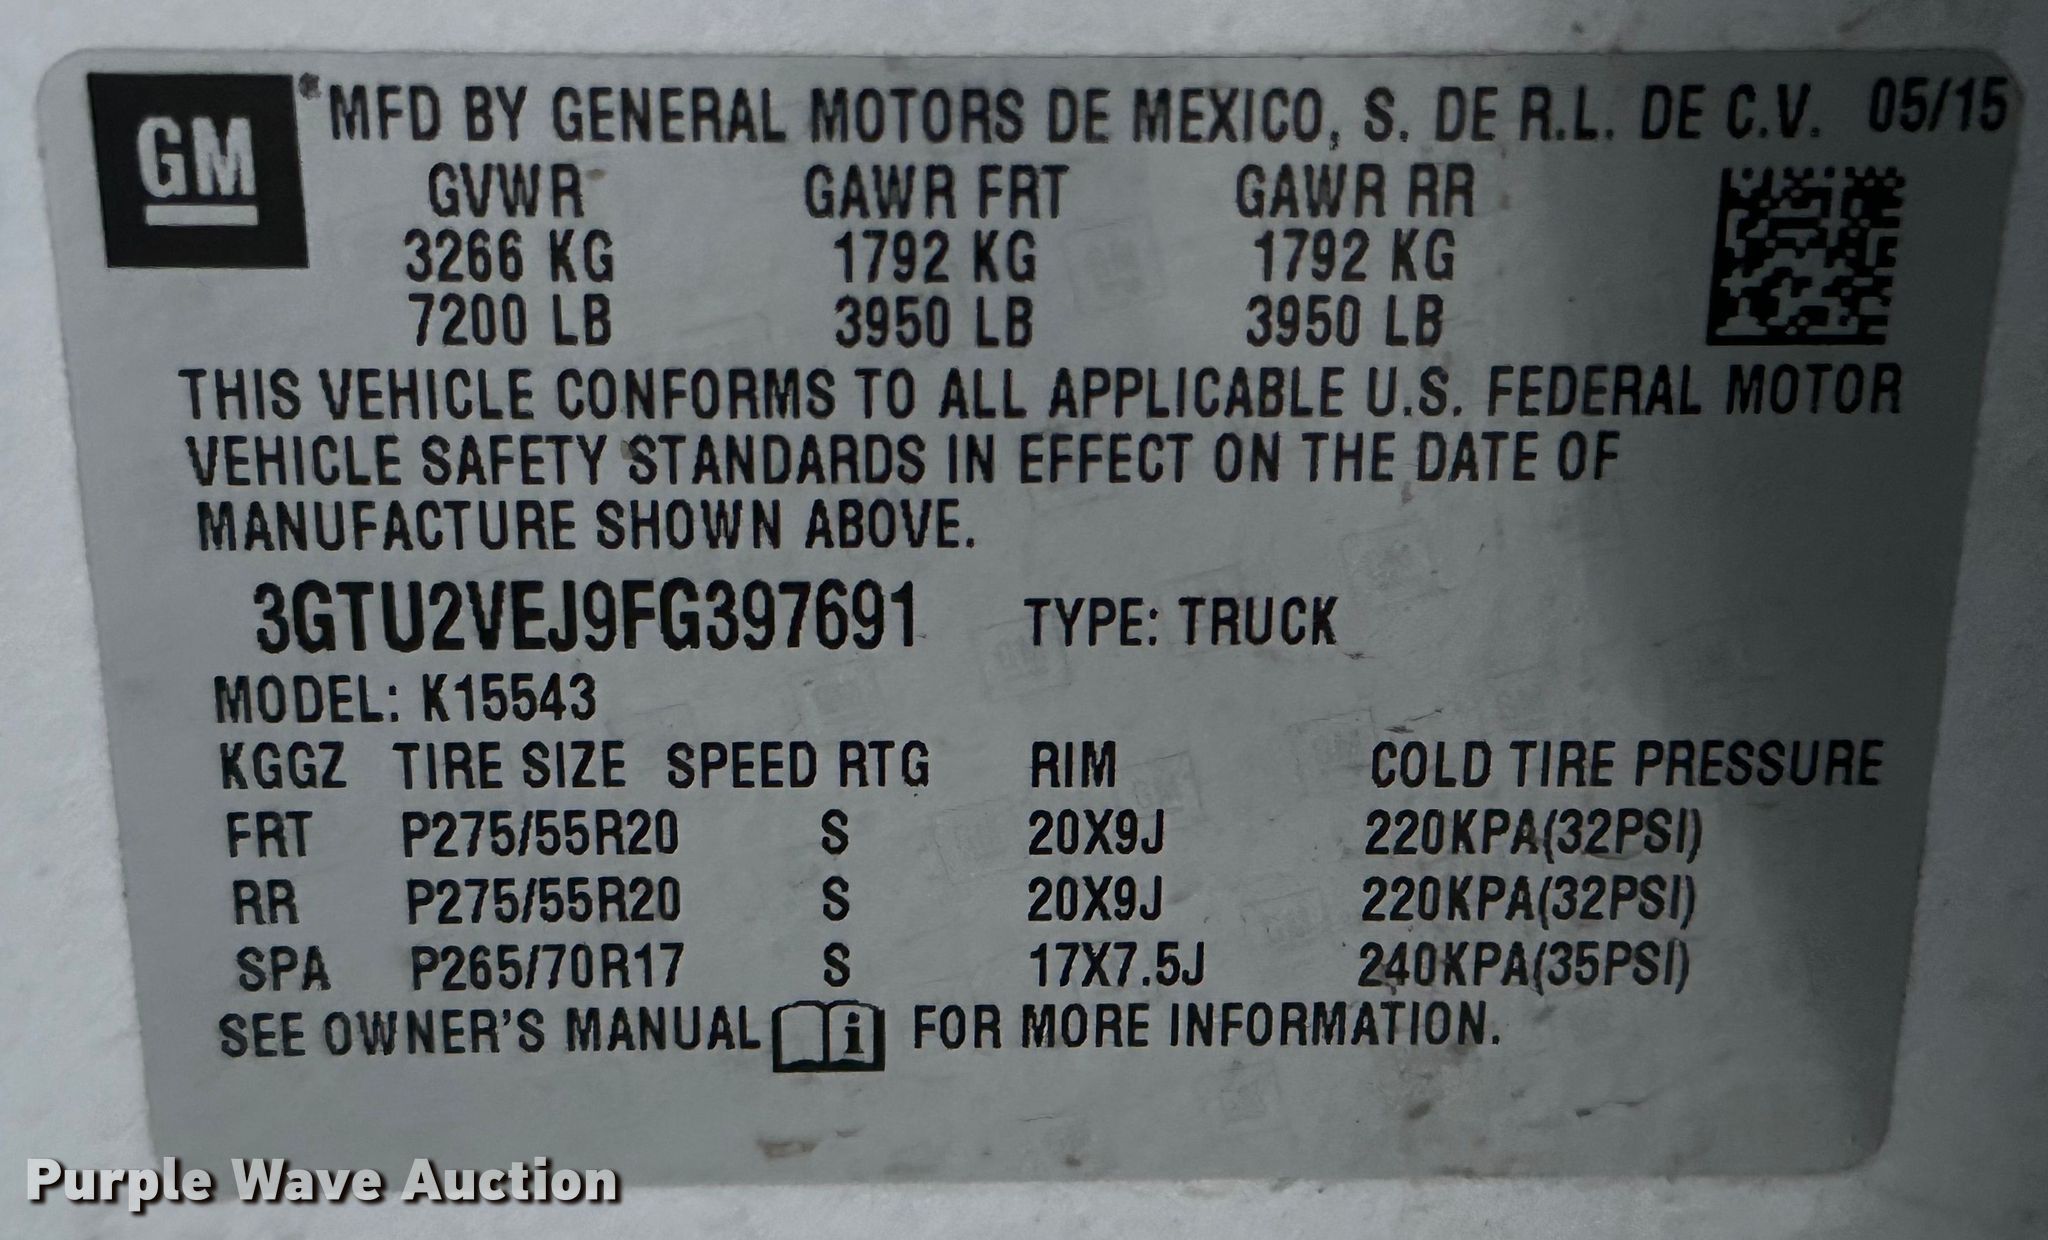 GM
MFD BY GENERAL MOTORS DE MEXICO, S. DE R.L. DE C.V. 05/15
GVWR GAWR FRT GAWR RR
3266 KG 1792 KG 1792 KG
7200 LB 3950 LB 3950 LB
THIS VEHICLE CONFORMS TO ALL APPLICABLE U.S. FEDERAL MOTOR
VEHICLE SAFETY STANDARDS IN EFFECT ON THE DATE OF
MANUFACTURE SHOWN ABOVE.
3GTU2VEJ9FG397691 TYPE: TRUCK
MODEL: K15543
KGGZ TIRE SIZE SPEED RTG RIM COLD TIRE PRESSURE
FRT P275/55R20 S 20X9J 220KPA(32PSI)
RR P275/55R20 S 20X9J 220KPA(32PSI)
SPA P265/70R17 S 17X7.5J 240KPA(35PSI)
SEE OWNER'S MANUAL i FOR MORE INFORMATION.
Purple Wave Auction